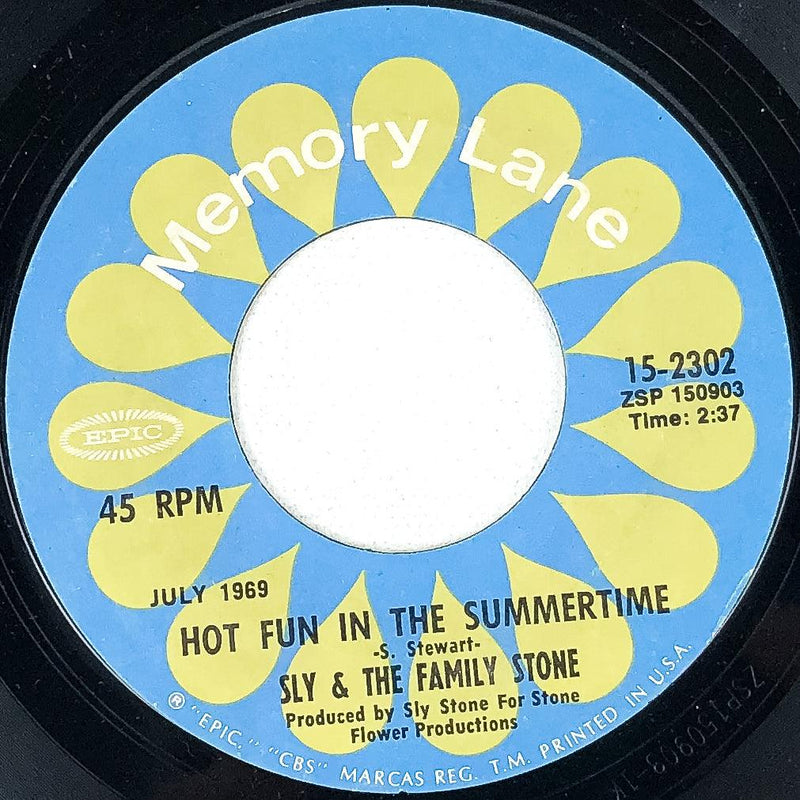 Memory Lane
15-2302
ZSP 150903
Time: 2:37
EPIC
45 RPM
JULY 1969
HOT FUN IN THE SUMMERTIME
-S. Stewart-
SLY & THE FAMILY STONE
Produced by Sly Stone For Stone
Flower Productions
® "EPIC," "CBS" MARCAS REG. T.M. PRINTED IN U.S.A.